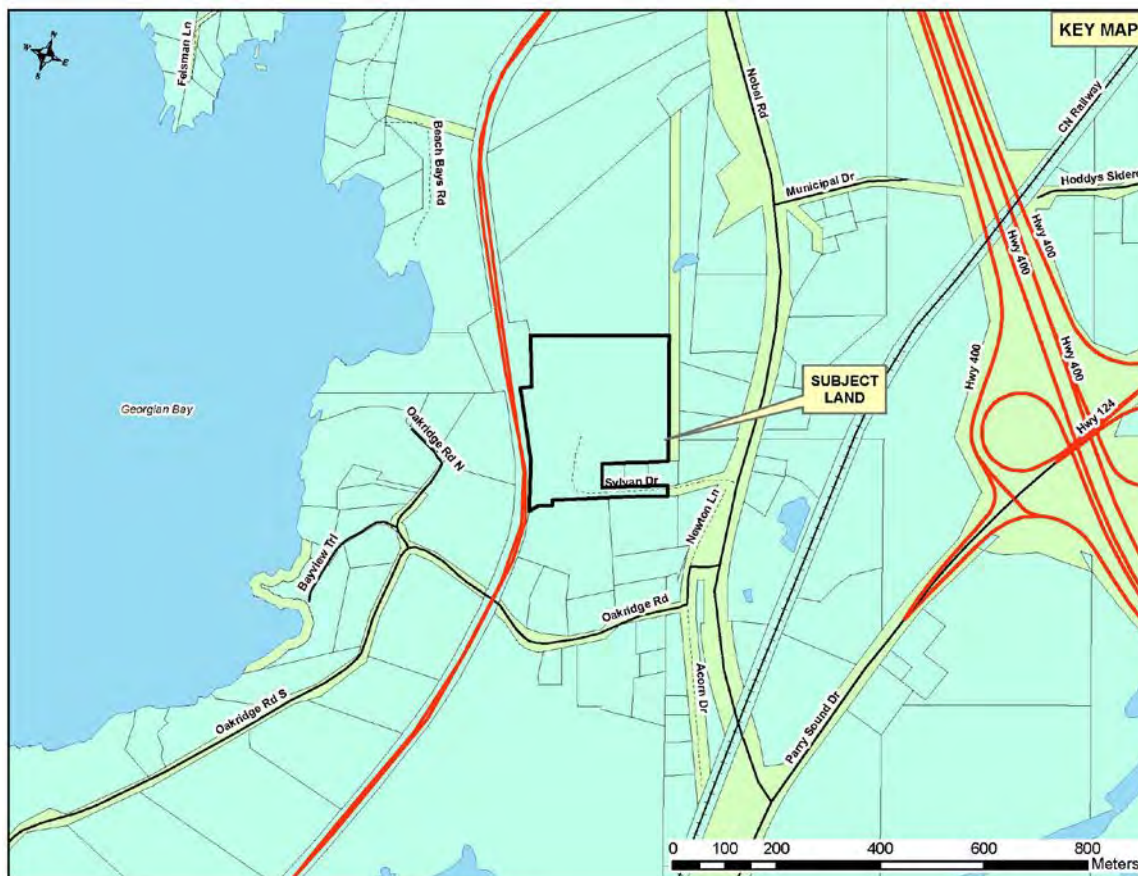 KEY MAP
N
W
E
S
Felsman Ln
Beach Bays Rd
Nobel Rd
CN Railway
Municipal Dr
Hoddys Sider
Hwy 400
Hwy 400
Hwy 400
Hwy 400
Hwy 124
SUBJECT
LAND
Georgian Bay
Oakridge Rd N
Sylvan Dr
Newton Ln
Bayview Trl
Oakridge Rd
Acorn Dr
Oakridge Rd S
Parry Sound Dr
0 100 200 400 600 800
Meters